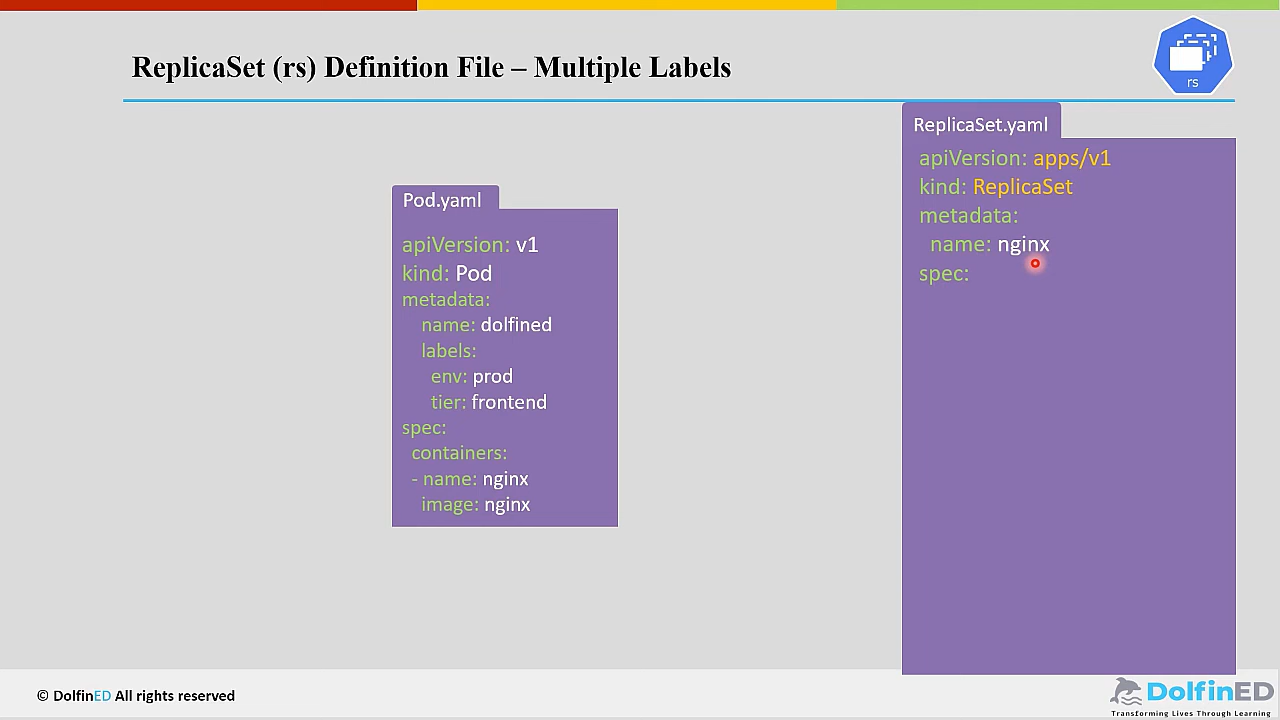 ReplicaSet (rs) Definition File – Multiple Labels
rs
Pod.yaml
apiVersion: v1
kind: Pod
metadata:
name: dolfined
labels:
env: prod
tier: frontend
spec:
containers:
- name: nginx
image: nginx
ReplicaSet.yaml
apiVersion: apps/v1
kind: ReplicaSet
metadata:
name: nginx
spec:
© DolfinED All rights reserved
DolfinED
Transforming Lives Through Learning